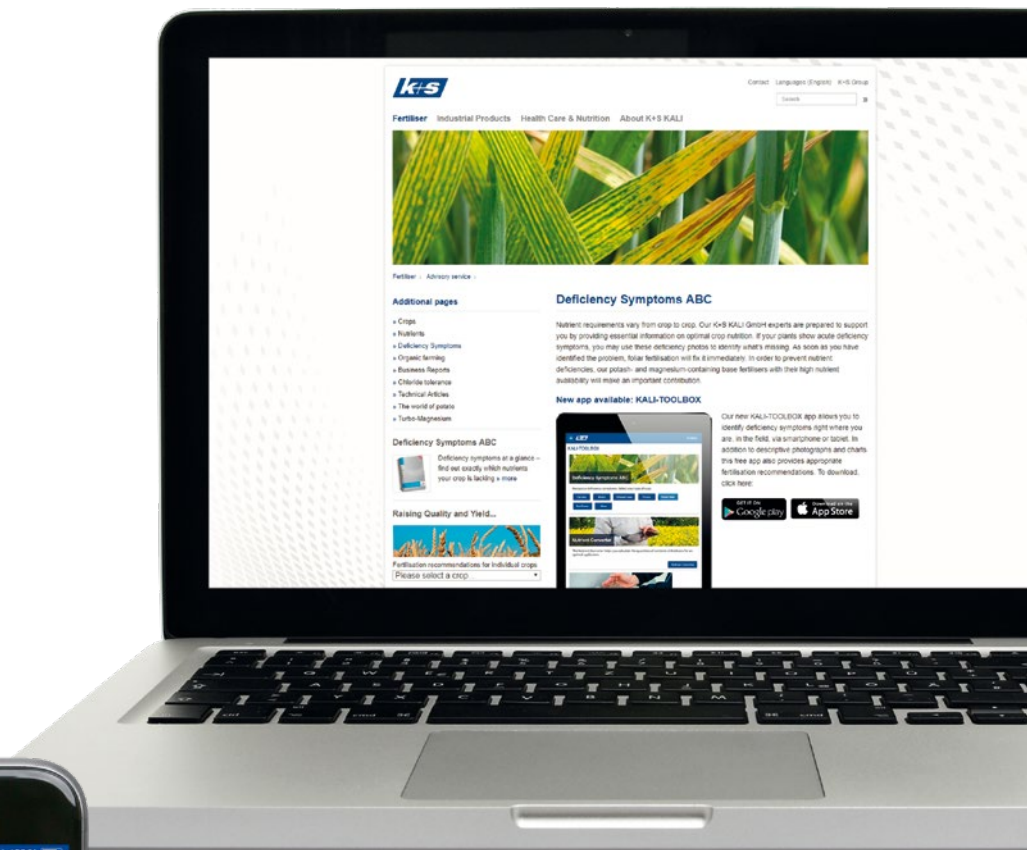 k+s
Contact Languages (English) K+S Group
Search
Fertiliser Industrial Products Health Care & Nutrition About K+S KALI
Fertiliser Advisory service
Additional pages
» Crops
» Nutrients
» Deficiency Symptoms
» Organic farming
» Business Reports
» Chloride tolerance
» Technical Articles
» The world of potato
» Turbo-Magnesium
Deficiency Symptoms ABC
Deficiency symptoms at a glance –
find out exactly which nutrients
your crop is lacking » more
Raising Quality and Yield...
Fertilisation recommendations for individual crops
Please select a crop...
Deficiency Symptoms ABC
Nutrient requirements vary from crop to crop. Our K+S KALI GmbH experts are prepared to support
you by providing essential information on optimal crop nutrition. If your plants show acute deficiency
symptoms, you may use these deficiency photos to identify what's missing. As soon as you have
identified the problem, foliar fertilisation will fix it immediately. In order to prevent nutrient
deficiencies, our potash- and magnesium-containing base fertilisers with their high nutrient
availability will make an important contribution.
New app available: KALI-TOOLBOX
KALI-TOOLBOX
Deficiency Symptoms ABC
Nutrient Converter
Our new KALI-TOOLBOX app allows you to
identify deficiency symptoms right where you
are, in the field, via smartphone or tablet. In
addition to descriptive photographs and charts
this free app also provides appropriate
fertilisation recommendations. To download,
click here:
GET IT ON
Google play
Download on the
App Store